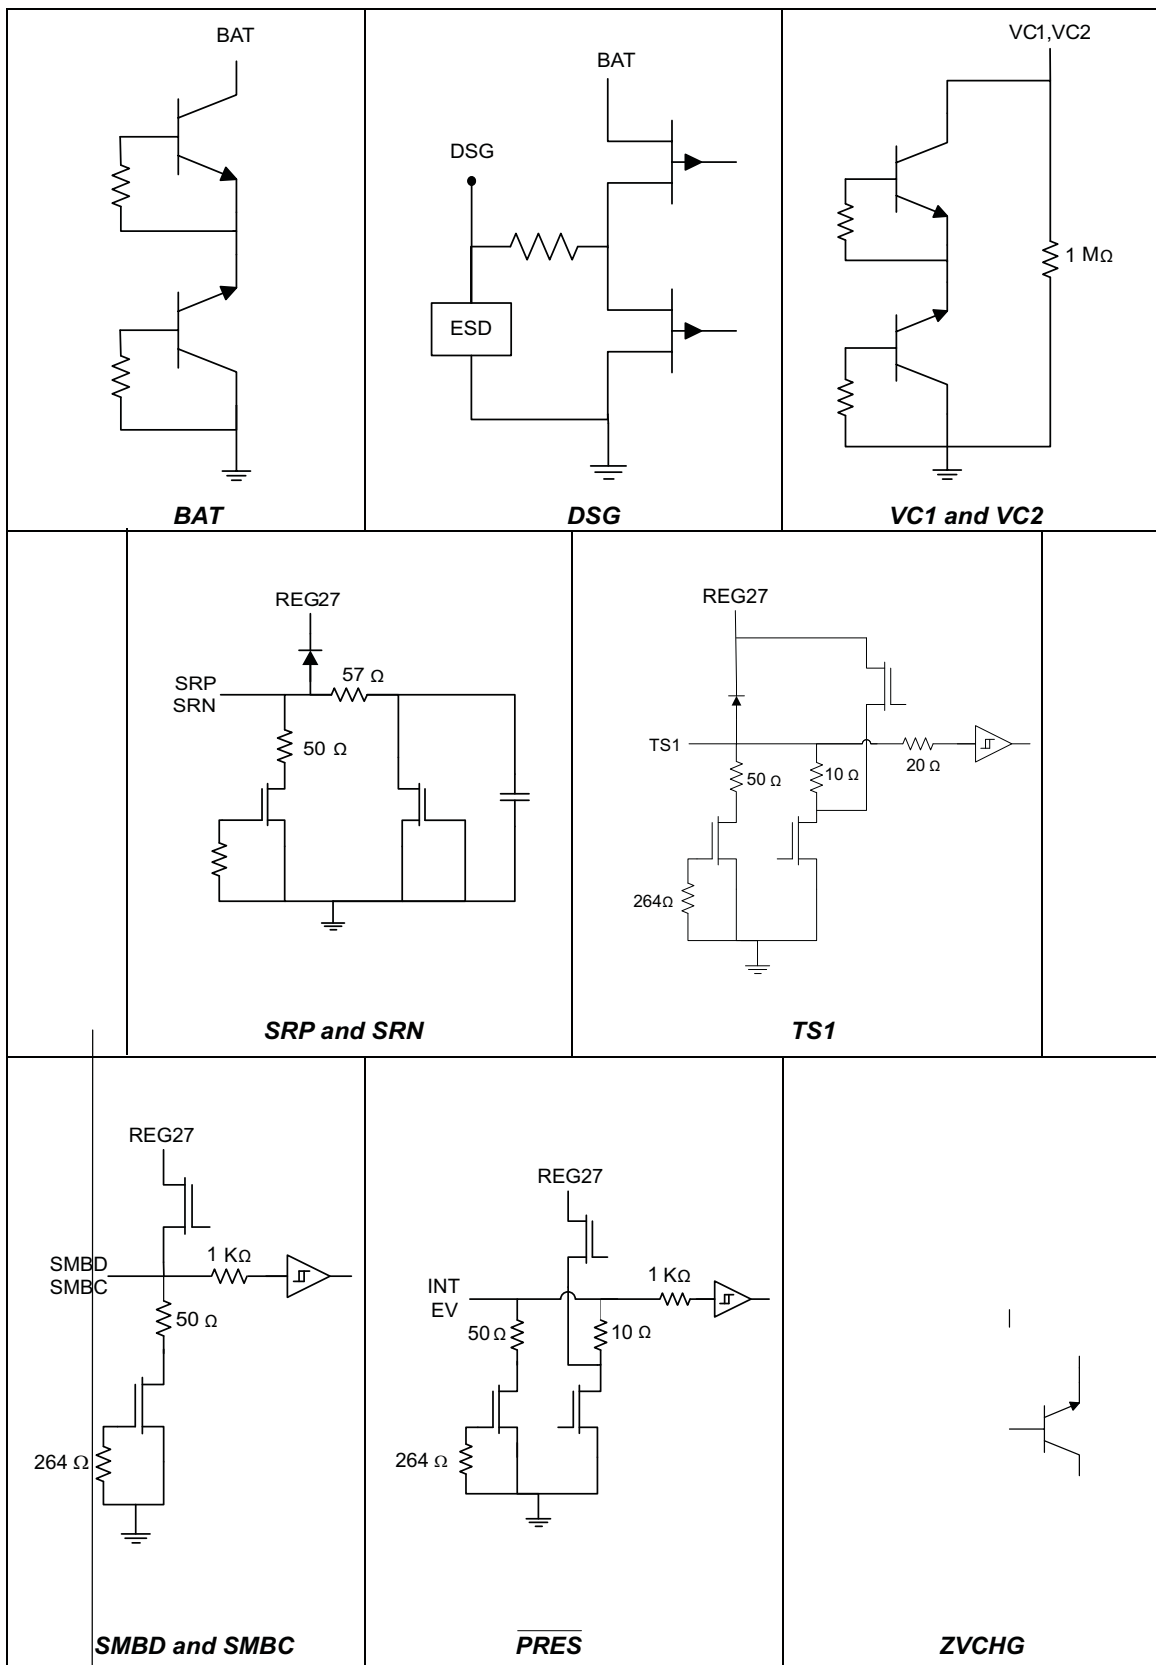 BAT
BAT
DSG
BAT
ESD
DSG
VC1,VC2
1 MΩ
VC1 and VC2
REG27
SRP
SRN
57 Ω
50 Ω
SRP and SRN
REG27
TS1
50 Ω
10 Ω
20 Ω
264Ω
TS1
REG27
SMBD
SMBC
1 KΩ
50 Ω
264 Ω
SMBD and SMBC
REG27
INT
EV
1 KΩ
50 Ω
10 Ω
264 Ω
PRES
ZVCHG